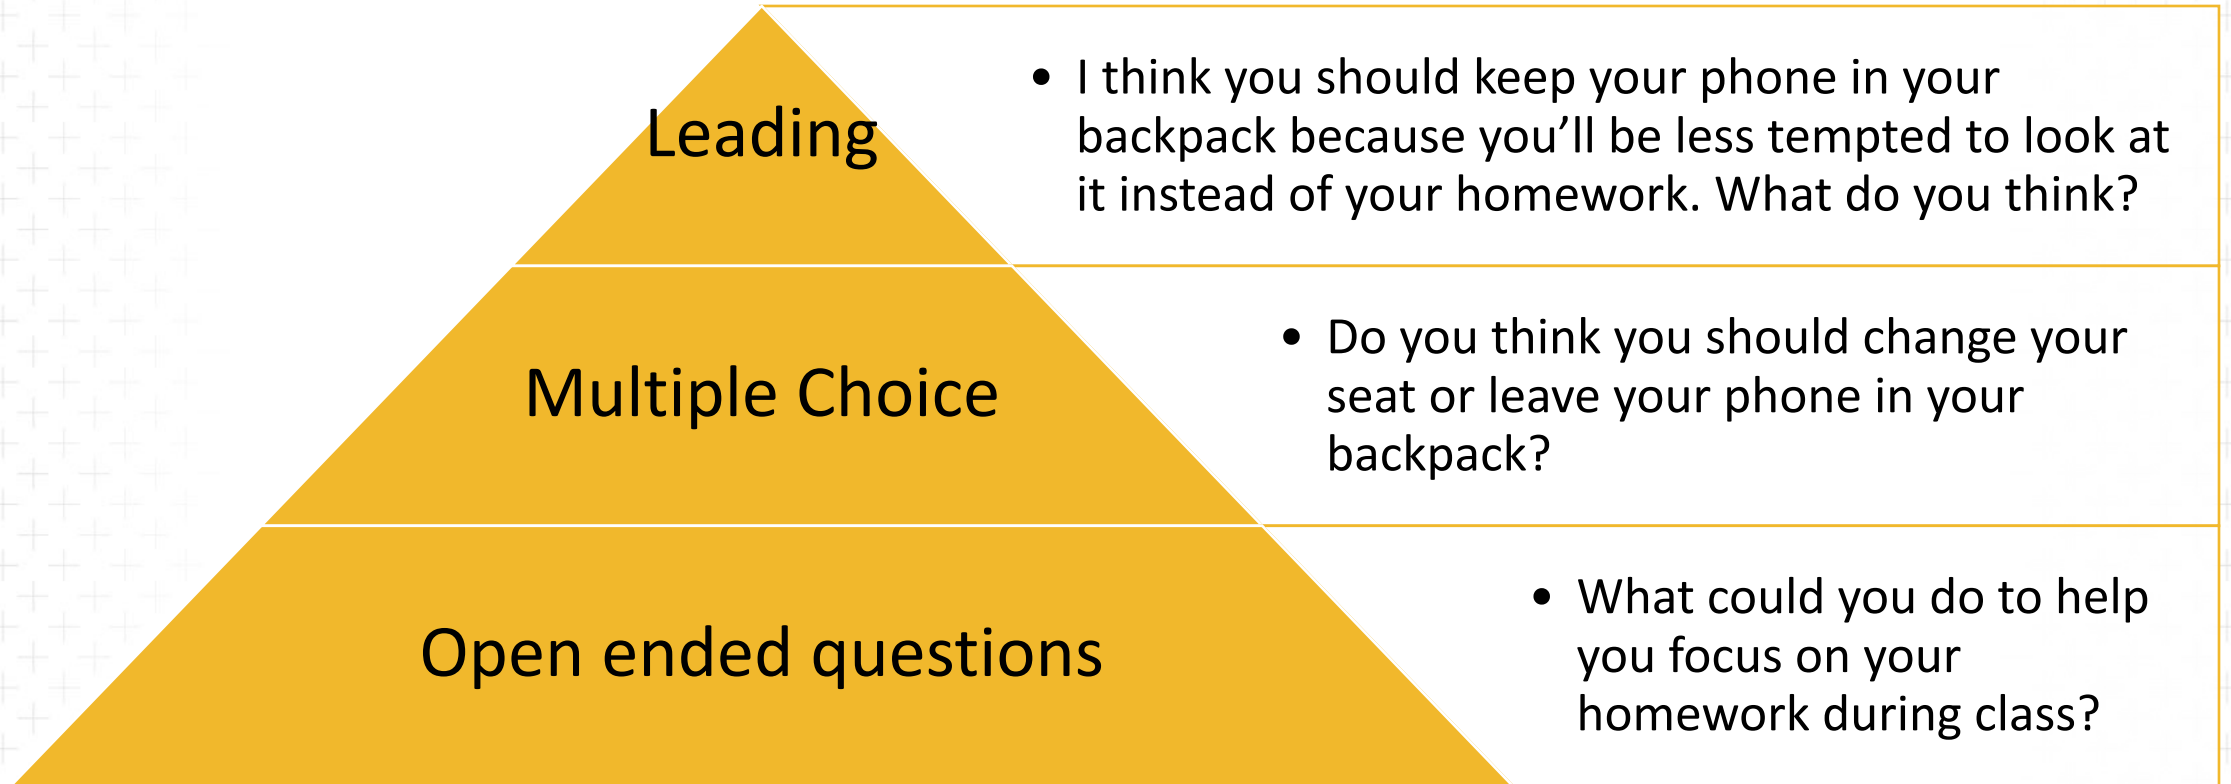 Leading
• I think you should keep your phone in your
backpack because you’ll be less tempted to look at
it instead of your homework. What do you think?
Multiple Choice
• Do you think you should change your
seat or leave your phone in your
backpack?
Open ended questions
• What could you do to help
you focus on your
homework during class?